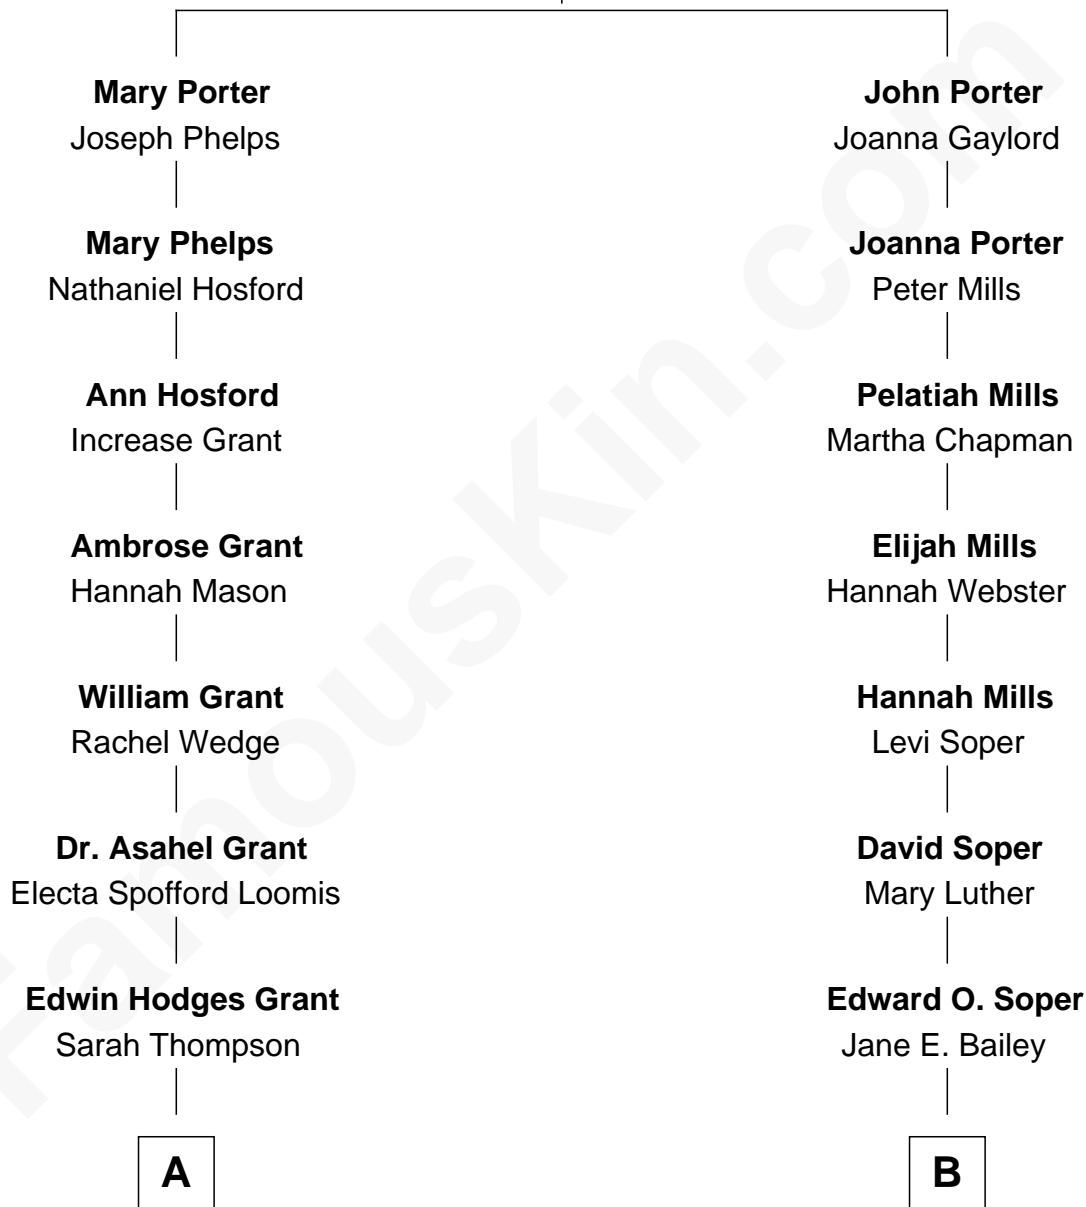 Mary Porter
Joseph Phelps
Mary Phelps
Nathaniel Hosford
Ann Hosford
Increase Grant
Ambrose Grant
Hannah Mason
William Grant
Rachel Wedge
Dr. Asahel Grant
Electa Spofford Loomis
Edwin Hodges Grant
Sarah Thompson
A
John Porter
Joanna Gaylord
Joanna Porter
Peter Mills
Pelatiah Mills
Martha Chapman
Elijah Mills
Hannah Webster
Hannah Mills
Levi Soper
David Soper
Mary Luther
Edward O. Soper
Jane E. Bailey
B
FamousKin.com